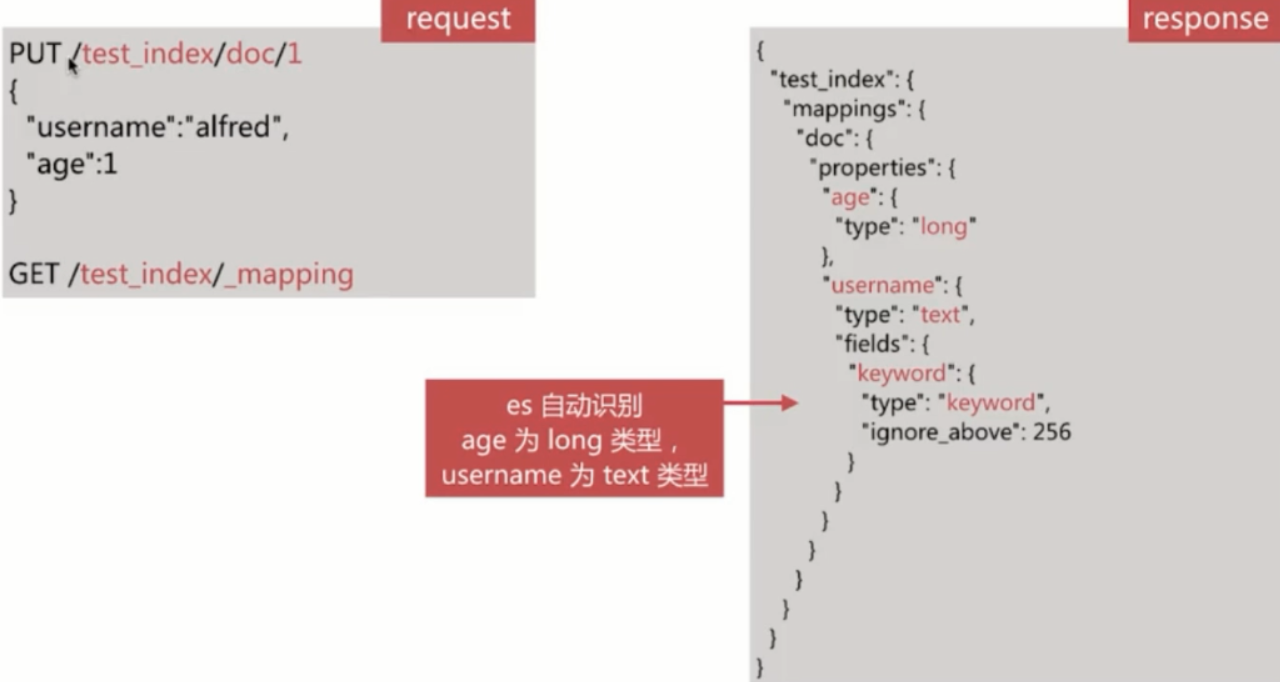 request
PUT /test_index/doc/1
{
"username":"alfred",
"age":1
}
GET /test_index/_mapping
es 自动识别
age 为 long 类型，
username 为 text 类型
response
{
"test_index": {
"mappings": {
"doc": {
"properties": {
"age": {
"type": "long"
},
"username": {
"type": "text",
"fields": {
"keyword": {
"type": "keyword",
"ignore_above": 256
}
}
}
}
}
}
}
}